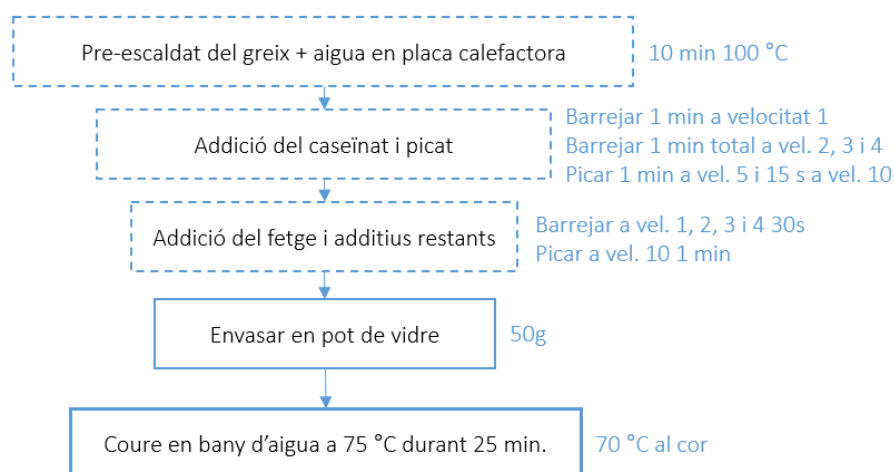 Pre-escaldat del greix + aigua en placa calefactora
10 min 100 °C
Addició del caseïnat i picat
Barrejar 1 min a velocitat 1
Barrejar 1 min total a vel. 2, 3 i 4
Picar 1 min a vel. 5 i 15 s a vel. 10
Addició del fetge i additius restants
Barrejar a vel. 1, 2, 3 i 4 30s
Picar a vel. 10 1 min
Envasar en pot de vidre
50g
Coure en bany d'aigua a 75 °C durant 25 min.
70 °C al cor